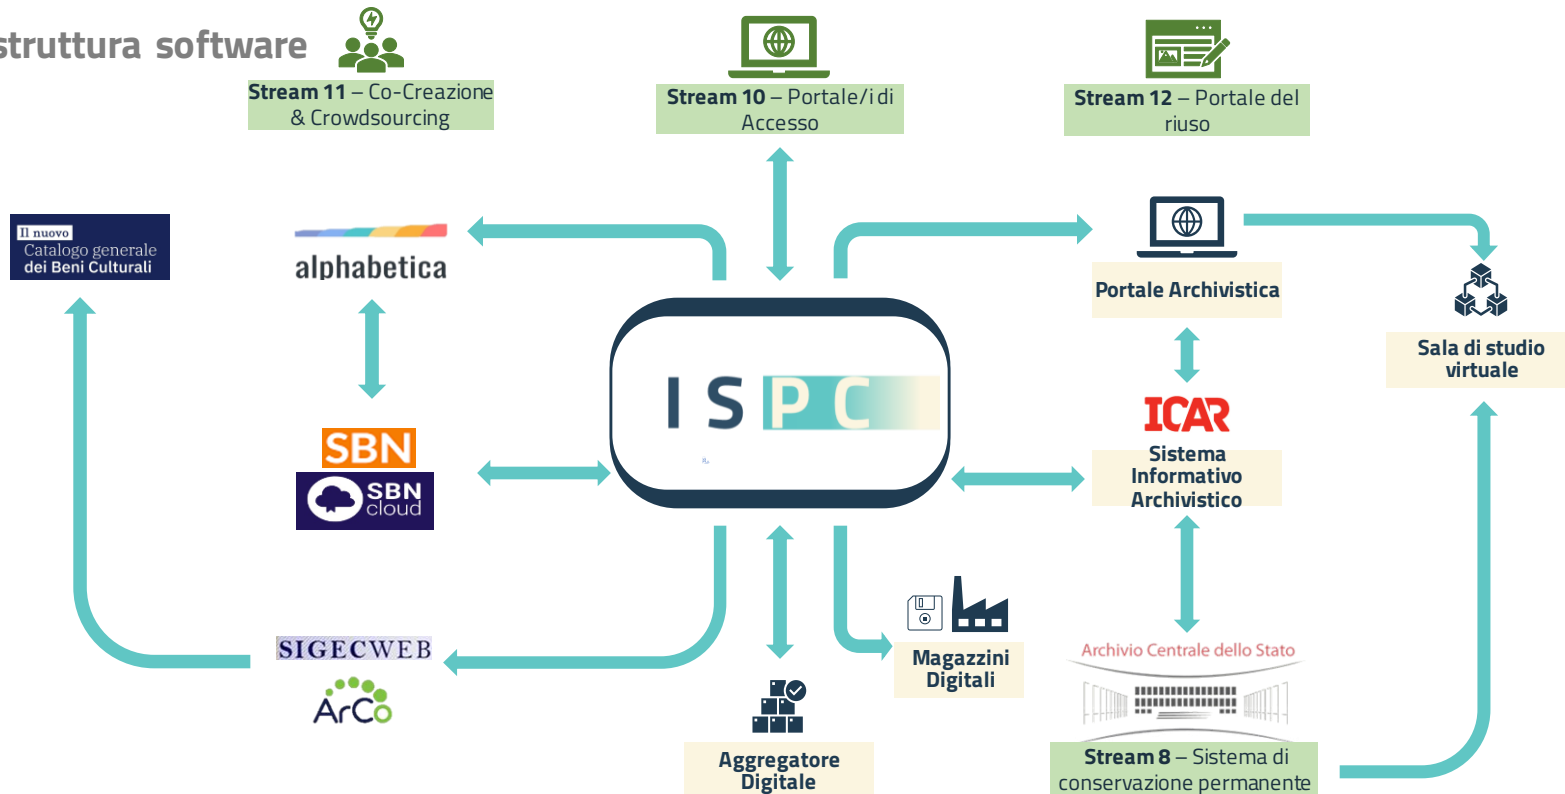 struttura software
Stream 11 – Co-Creazione
& Crowdsourcing
Stream 10 – Portale/i di
Accesso
Stream 12 – Portale del
riuso
Il nuovo
Catalogo generale
dei Beni Culturali
alphabetica
Portale Archivistica
Sala di studio
virtuale
I S P C
ICAR
Sistema
Informativo
Archivistico
SBN
SBN
cloud
SIGECWEB
ArCo
Magazzini
Digitali
Aggregatore
Digitale
Archivio Centrale dello Stato
Stream 8 – Sistema di
conservazione permanente